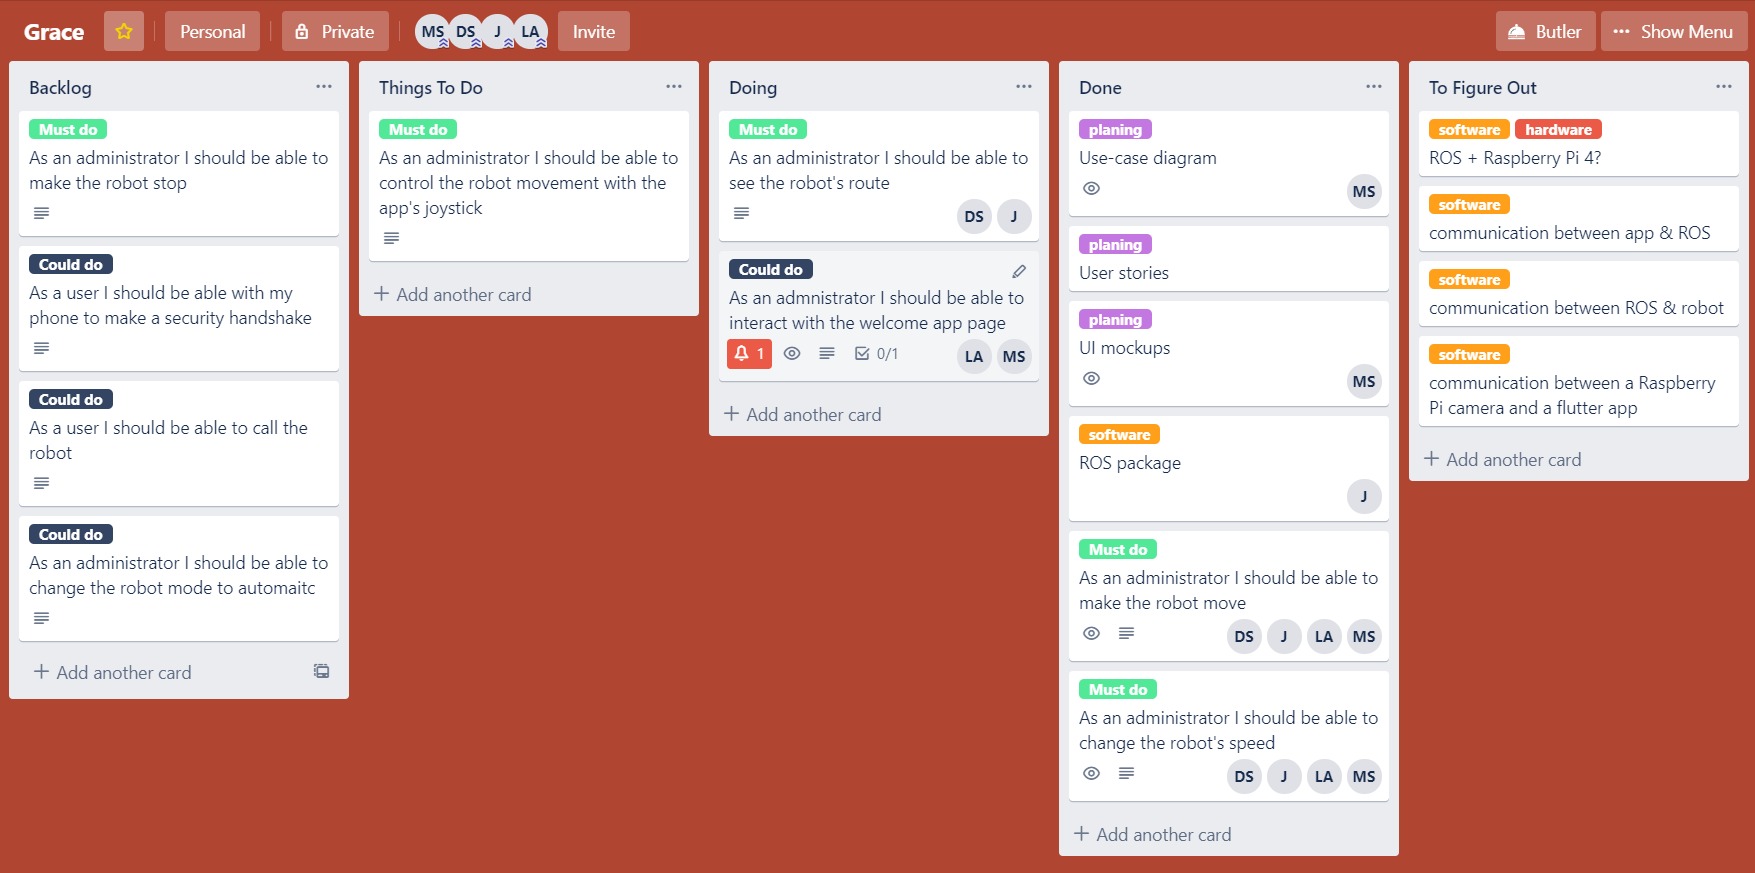 Grace
Personal
Private
MS DS J LA
Invite
Butler
Show Menu
Backlog
Must do
As an administrator I should be able to
make the robot stop
Could do
As a user I should be able with my
phone to make a security handshake
Could do
As a user I should be able to call the
robot
Could do
As an administrator I should be able to
change the robot mode to automaitc
Add another card
Things To Do
Must do
As an administrator I should be able to
control the robot movement with the
app's joystick
Add another card
Doing
Must do
As an administrator I should be able to
see the robot's route
DS J
Could do
As an admnistrator I should be able to
interact with the welcome app page
1 0/1 LA MS
Add another card
Done
planing
Use-case diagram
MS
planing
User stories
planing
UI mockups
MS
software
ROS package
J
Must do
As an administrator I should be able to
make the robot move
DS J LA MS
Must do
As an administrator I should be able to
change the robot's speed
DS J LA MS
Add another card
To Figure Out
software hardware
ROS + Raspberry Pi 4?
software
communication between app & ROS
software
communication between ROS & robot
software
communication between a Raspberry
Pi camera and a flutter app
Add another card